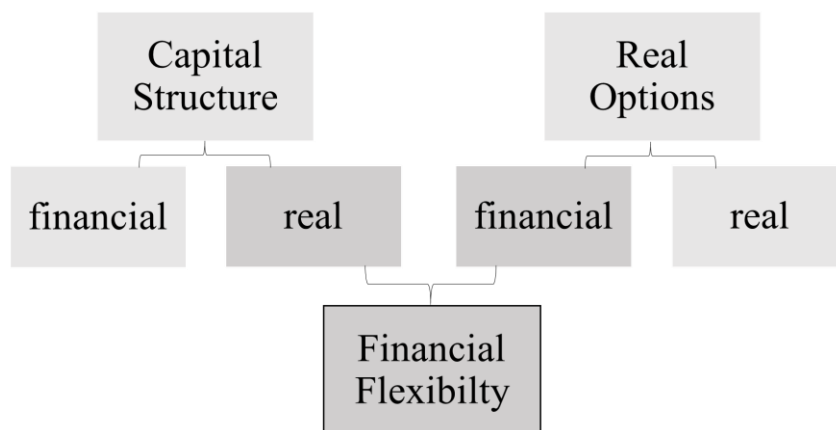 Capital
Structure
Real
Options
financial
real
financial
real
Financial
Flexibilty